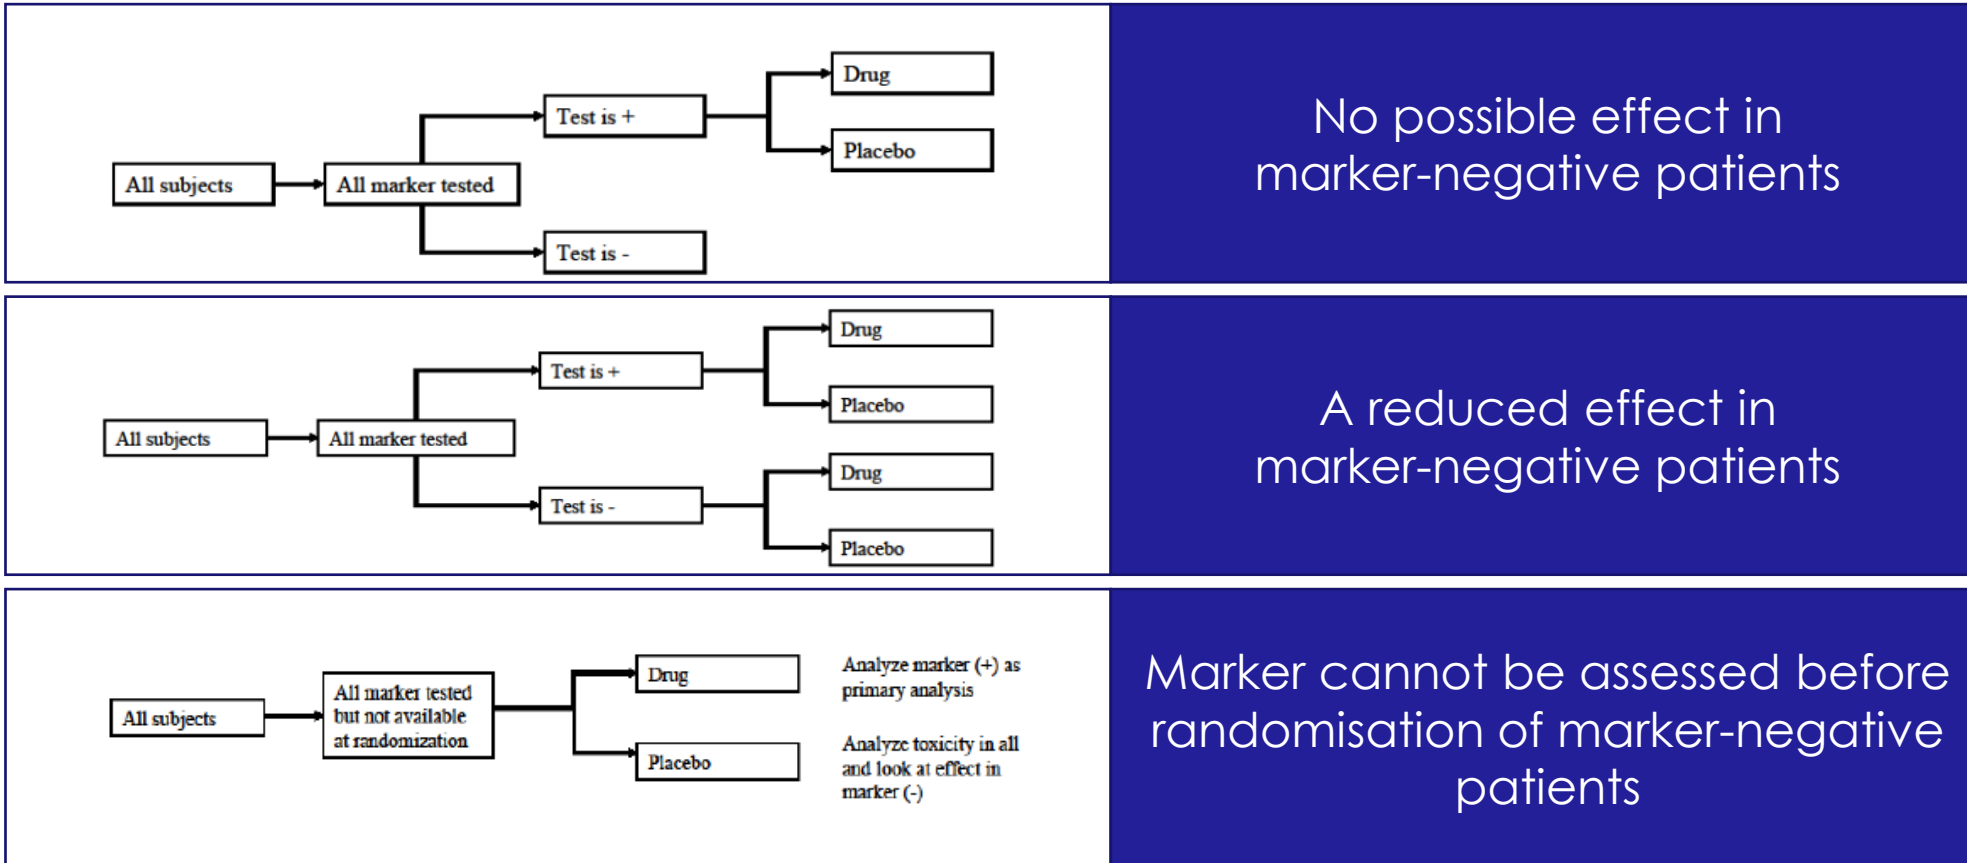 All subjects
All marker tested
Test is +
Test is -
Drug
Placebo
No possible effect in
marker-negative patients
All subjects
All marker tested
Test is +
Test is -
Drug
Placebo
Drug
Placebo
A reduced effect in
marker-negative patients
All subjects
All marker tested
but not available
at randomization
Drug
Placebo
Analyze marker (+) as
primary analysis
Analyze toxicity in all
and look at effect in
marker (-)
Marker cannot be assessed before
randomisation of marker-negative
patients